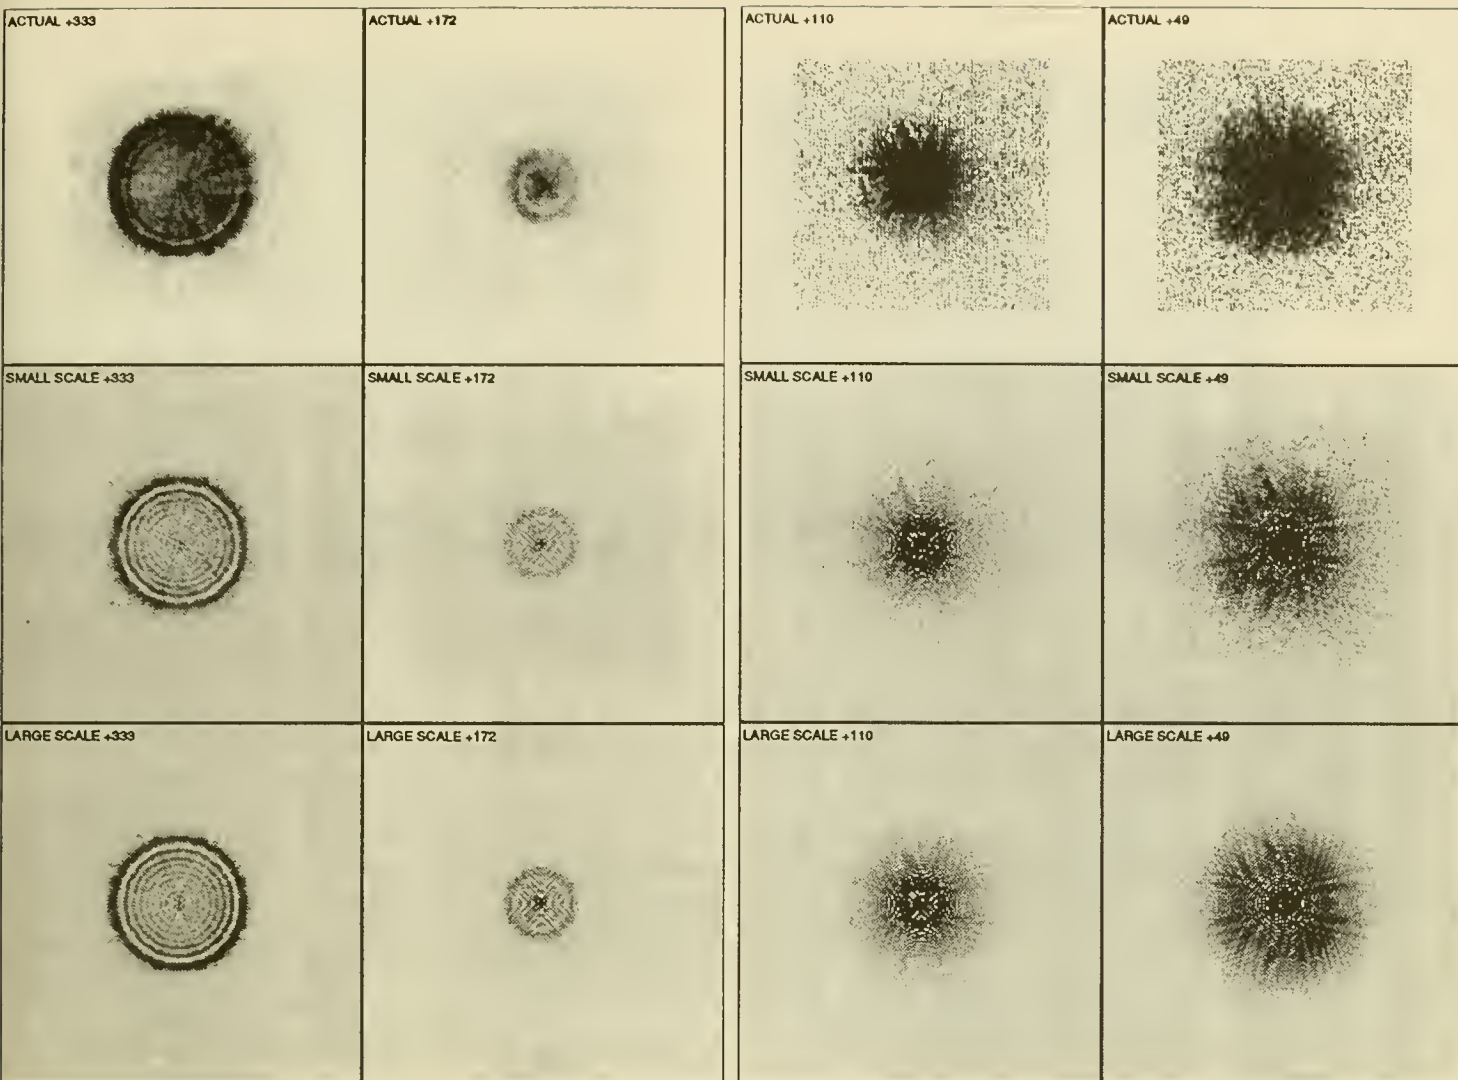 ACTUAL +333
ACTUAL +172
ACTUAL +110
ACTUAL +49
SMALL SCALE +333
SMALL SCALE +172
SMALL SCALE +110
SMALL SCALE +49
LARGE SCALE +333
LARGE SCALE +172
LARGE SCALE +110
LARGE SCALE +49